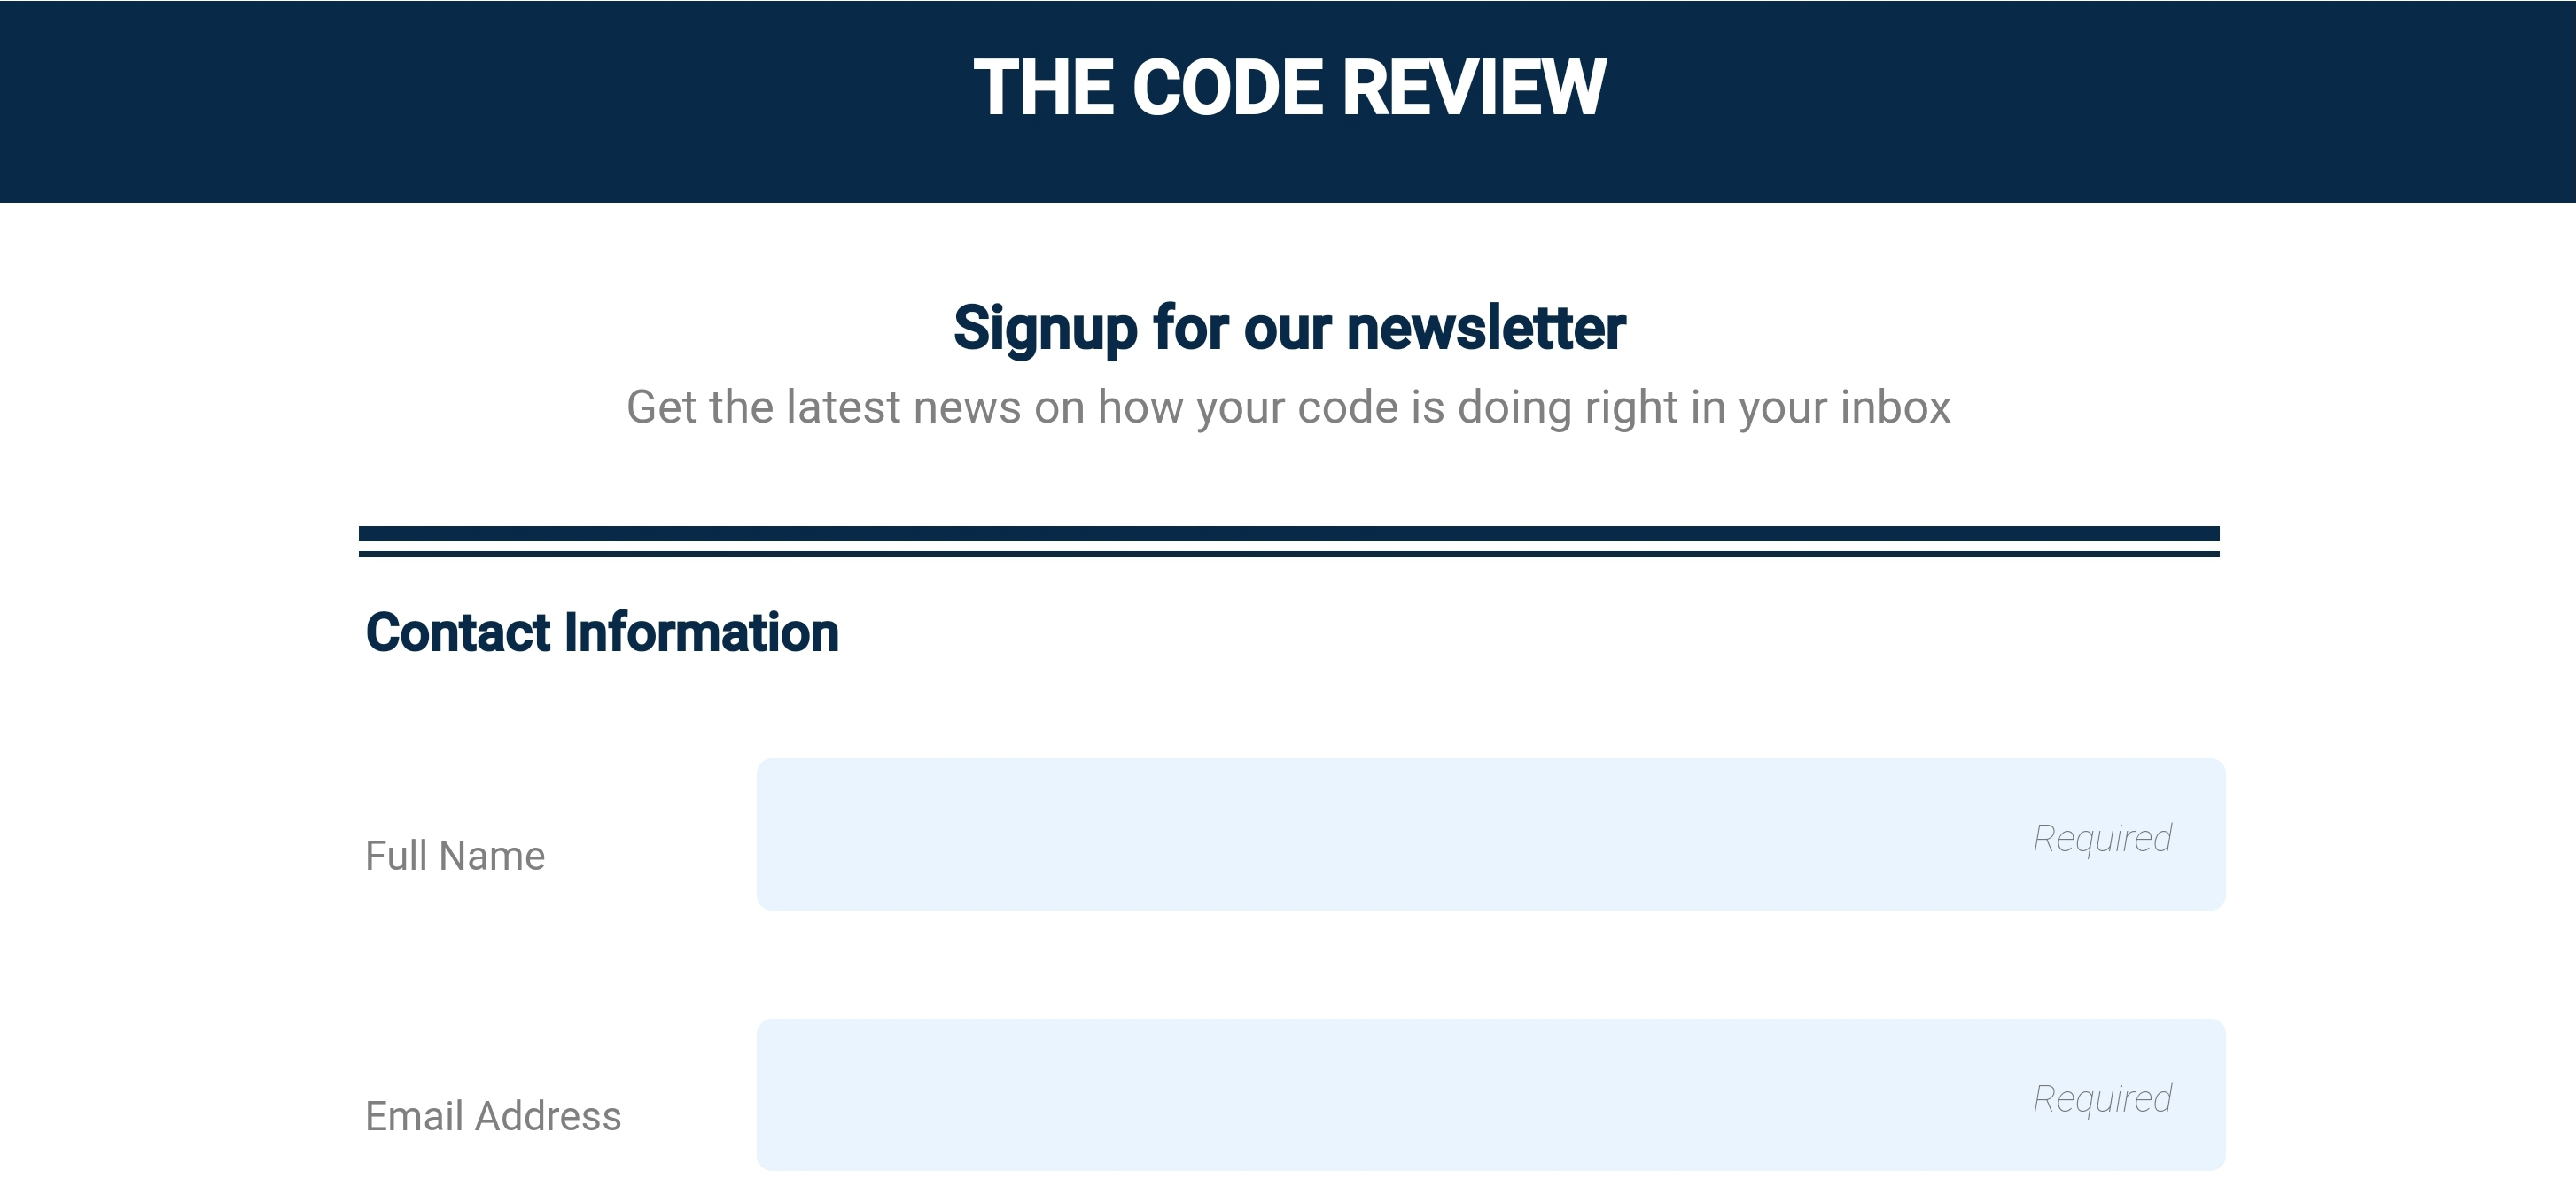 THE CODE REVIEW
Signup for our newsletter
Get the latest news on how your code is doing right in your inbox
Contact Information
Full Name
Required
Email Address
Required